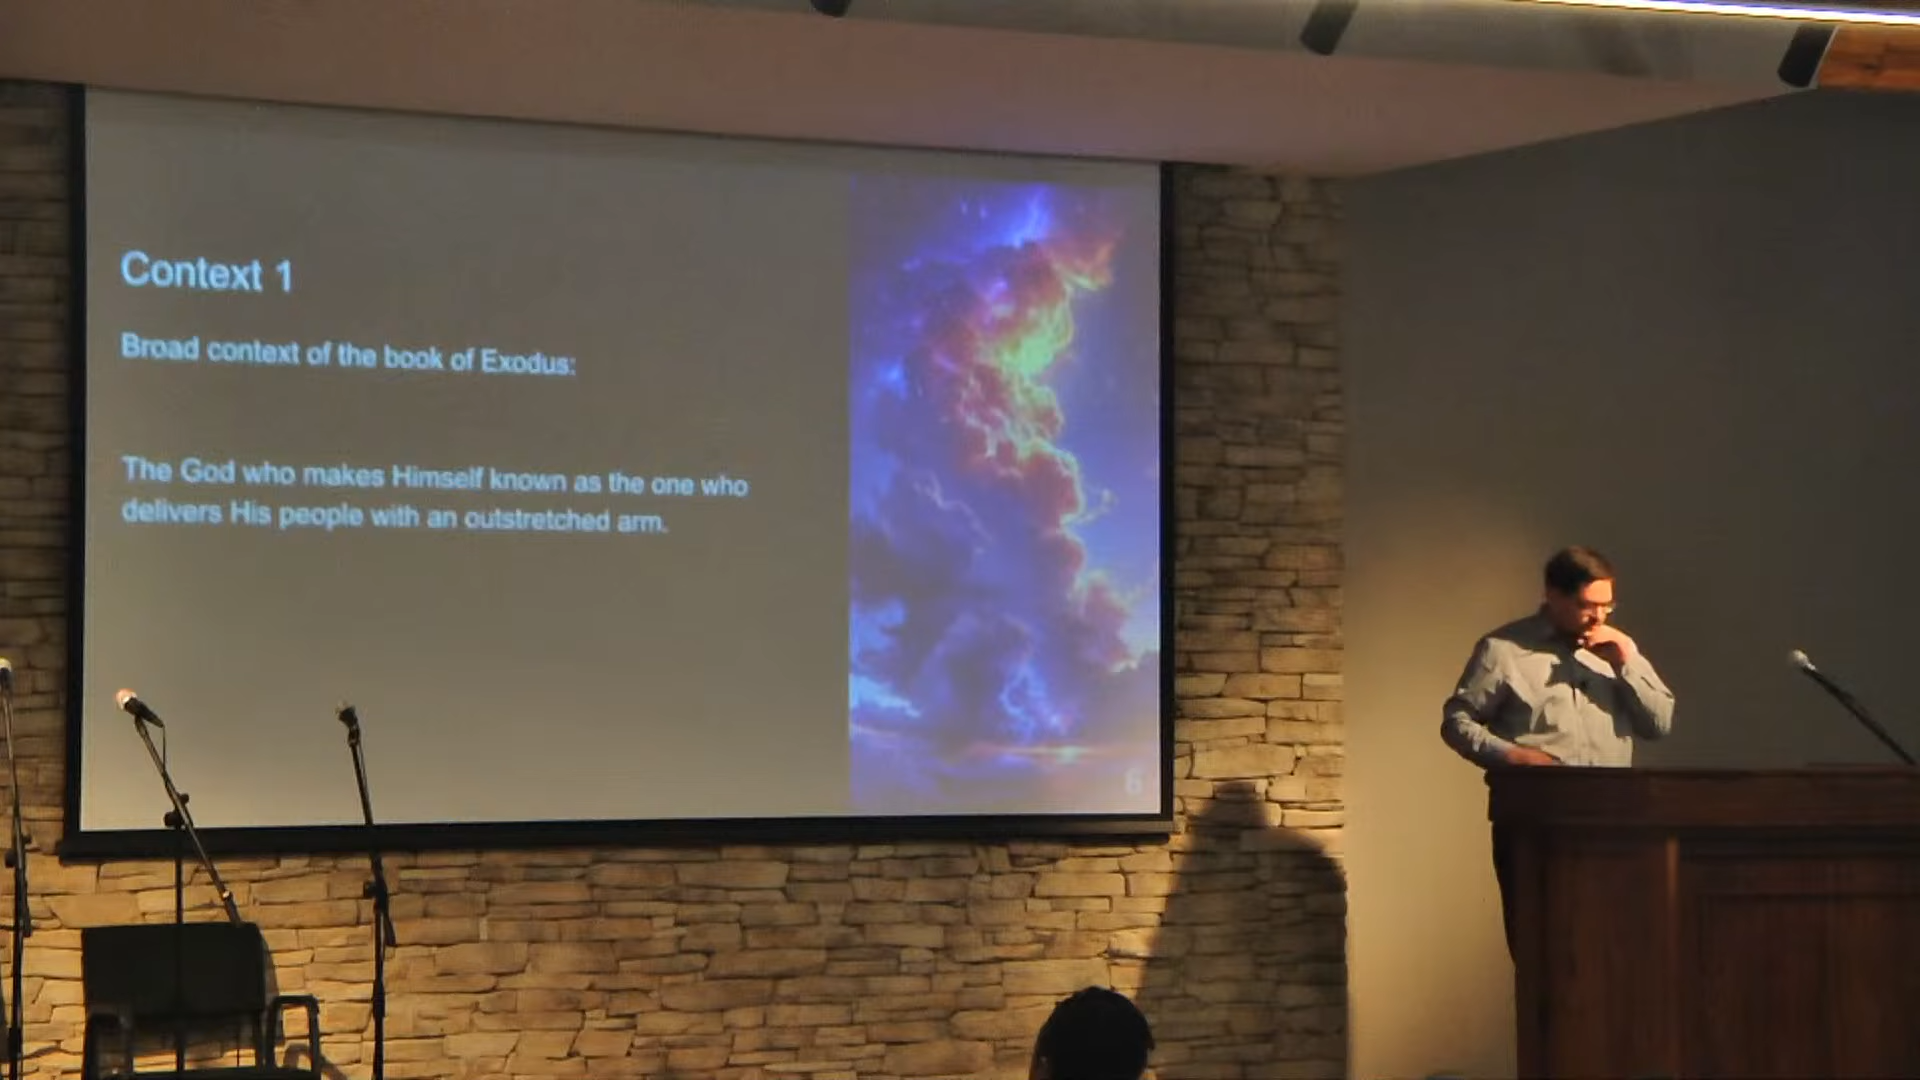 Context 1
Broad context of the book of Exodus:
The God who makes Himself known as the one who
delivers His people with an outstretched arm.
6